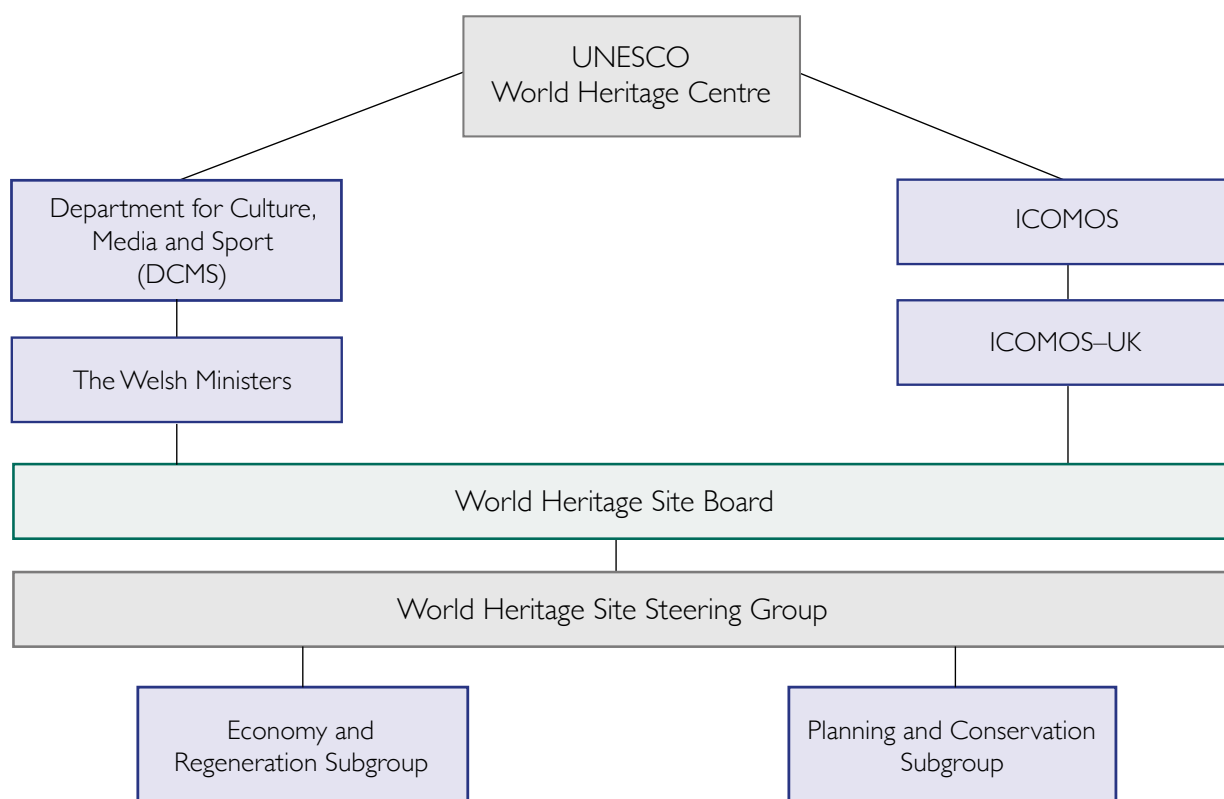 UNESCO
World Heritage Centre
Department for Culture,
Media and Sport
(DCMS)
ICOMOS
The Welsh Ministers
ICOMOS–UK
World Heritage Site Board
World Heritage Site Steering Group
Economy and
Regeneration Subgroup
Planning and Conservation
Subgroup